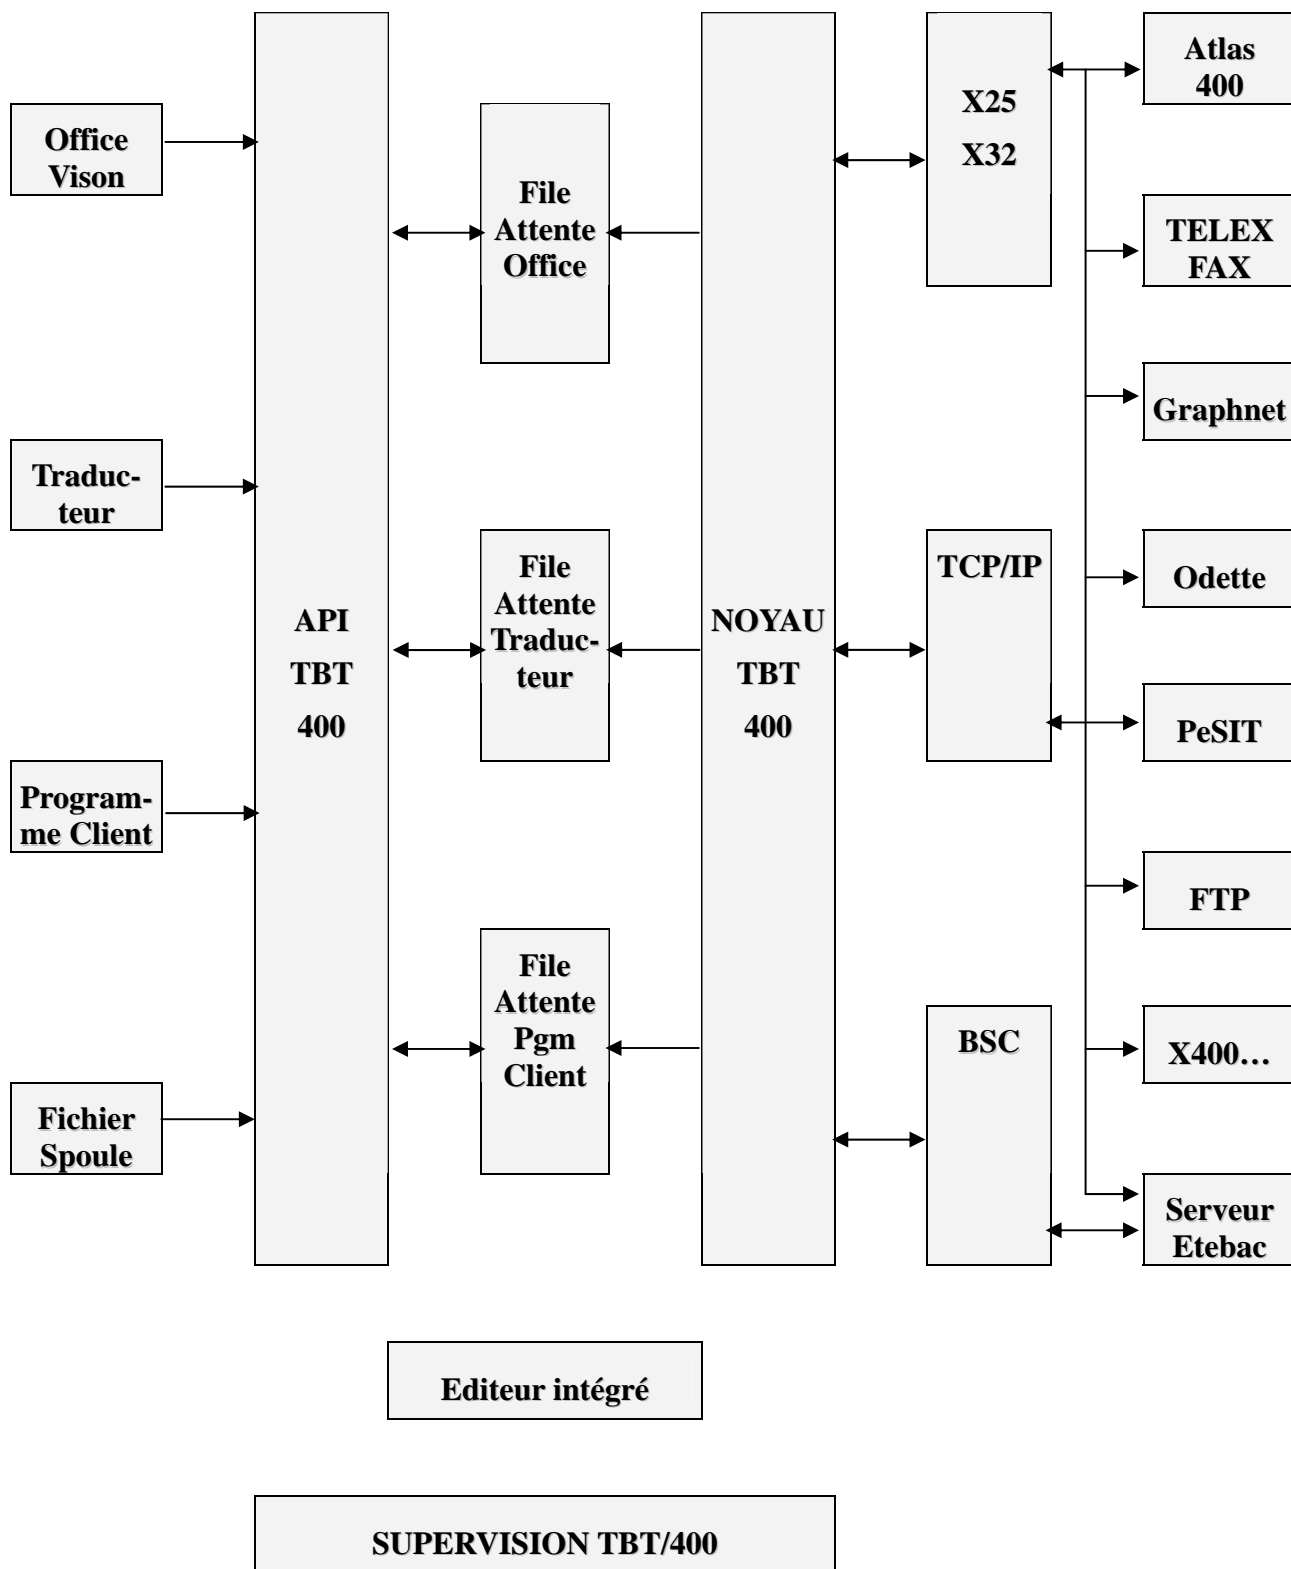 Office
Vison
Traduc-
teur
Program-
me Client
Fichier
Spoule
API
TBT
400
File
Attente
Office
File
Attente
Traduc-
teur
File
Attente
Pgm
Client
NOYAU
TBT
400
X25
X32
TCP/IP
BSC
Atlas
400
TELEX
FAX
Graphnet
Odette
PeSIT
FTP
X400…
Serveur
Etebac
Editeur intégré
SUPERVISION TBT/400